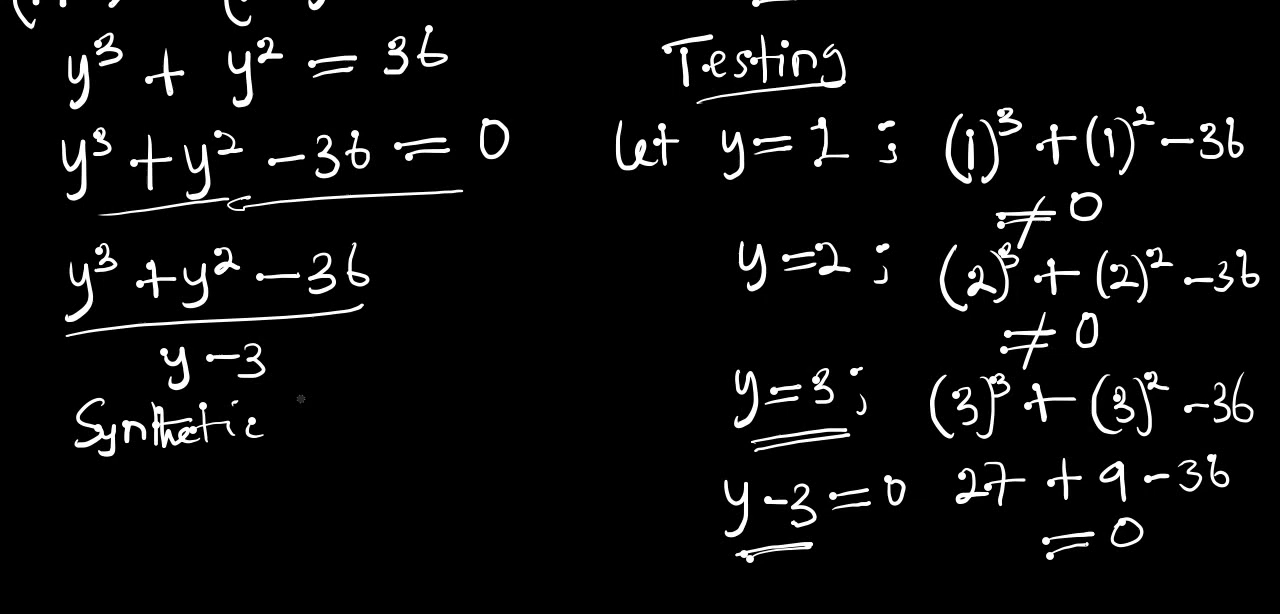 y³ + y² = 36
y³ + y² - 36 = 0
y³ + y² - 36
y - 3
Synthetic
Testing
let y = 1 ; (1)³ + (1)² - 36
≠ 0
y = 2 ; (2)³ + (2)² - 36
≠ 0
y = 3 ; (3)³ + (3)² - 36
y - 3 = 0 27 + 9 - 36
= 0